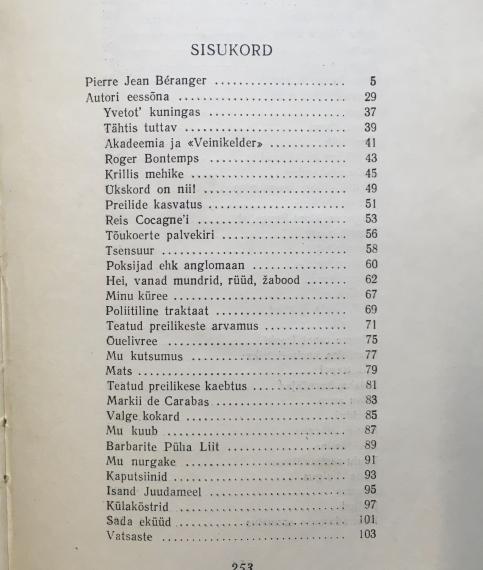 SISUKORD
Pierre Jean Béranger .................. 5
Autori eessõna ........................ 29
Yvetot' kuningas ..................... 37
Tähtis tuttav ........................ 39
Akadeemia ja «Veinikelder» ........... 41
Roger Bontemps ....................... 43
Krillis mehike ....................... 45
Ükskord on nii! ...................... 49
Preilide kasvatus .................... 51
Reis Cocagne'i ....................... 53
Tõukoerte palvekiri .................. 56
Tsensuur ............................. 58
Poksijad ehk anglomaan ............... 60
Hei, vanad mundrid, rüüd, žabood ....... 62
Minu küree ........................... 67
Poliitiline traktaat ................. 69
Teatud preilikeste arvamus ........... 71
Õuelivree ............................ 75
Mu kutsumus .......................... 77
Mats ................................. 79
Teatud preilikese kaebtus ............ 81
Markii de Carabas .................... 83
Valge kokard ......................... 85
Mu kuub .............................. 87
Barbarite Püha Liit .................. 89
Mu nurgake ........................... 91
Kaputsiinid .......................... 93
Isand Juudameel ...................... 95
Külaköstrid .......................... 97
Sada eküüd ........................... 101
Vatsaste ............................. 103
253